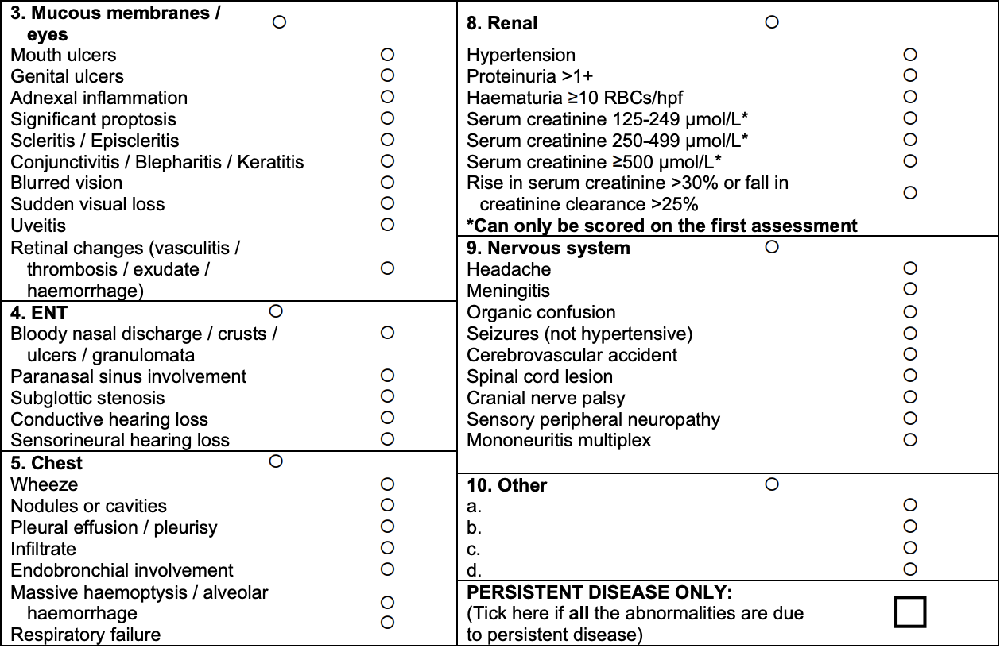 3. Mucous membranes /
eyes
Mouth ulcers
Genital ulcers
Adnexal inflammation
Significant proptosis
Scleritis / Episcleritis
Conjunctivitis / Blepharitis / Keratitis
Blurred vision
Sudden visual loss
Uveitis
Retinal changes (vasculitis /
thrombosis / exudate /
haemorrhage)
4. ENT
Bloody nasal discharge / crusts /
ulcers / granulomata
Paranasal sinus involvement
Subglottic stenosis
Conductive hearing loss
Sensorineural hearing loss
5. Chest
Wheeze
Nodules or cavities
Pleural effusion / pleurisy
Infiltrate
Endobronchial involvement
Massive haemoptysis / alveolar
haemorrhage
Respiratory failure
8. Renal
Hypertension
Proteinuria >1+
Haematuria ≥10 RBCs/hpf
Serum creatinine 125-249 µmol/L*
Serum creatinine 250-499 µmol/L*
Serum creatinine ≥500 µmol/L*
Rise in serum creatinine >30% or fall in
creatinine clearance >25%
*Can only be scored on the first assessment
9. Nervous system
Headache
Meningitis
Organic confusion
Seizures (not hypertensive)
Cerebrovascular accident
Spinal cord lesion
Cranial nerve palsy
Sensory peripheral neuropathy
Mononeuritis multiplex
10. Other
a.
b.
c.
d.
PERSISTENT DISEASE ONLY:
(Tick here if all the abnormalities are due
to persistent disease)